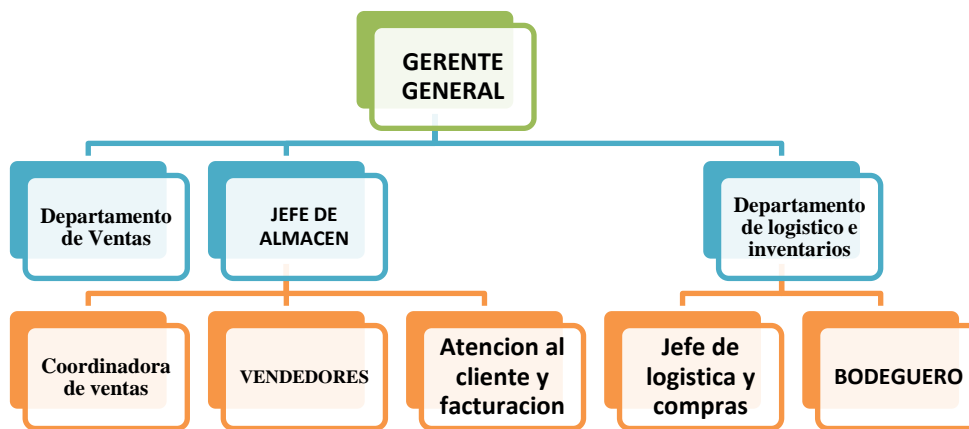 GERENTE
GENERAL
Departamento
de Ventas
JEFE DE
ALMACEN
Departamento
de logistico e
inventarios
Coordinadora
de ventas
VENDEDORES
Atencion al
cliente y
facturacion
Jefe de
logistica y
compras
BODEGUERO